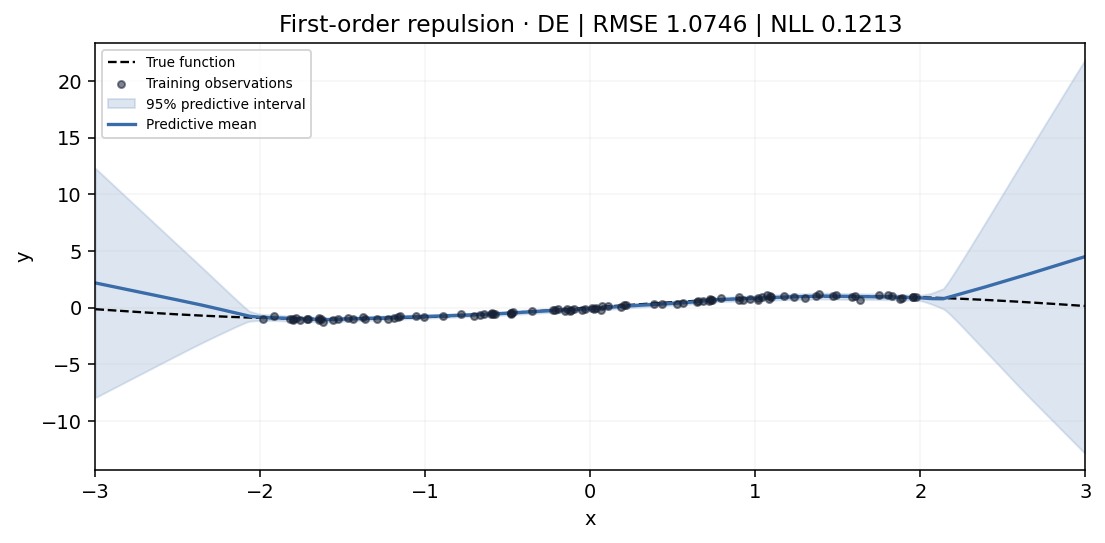 First-order repulsion · DE | RMSE 1.0746 | NLL 0.1213
True function
Training observations
95% predictive interval
Predictive mean
20
15
10
5
0
−5
−10
y
−3
−2
−1
0
1
2
3
x